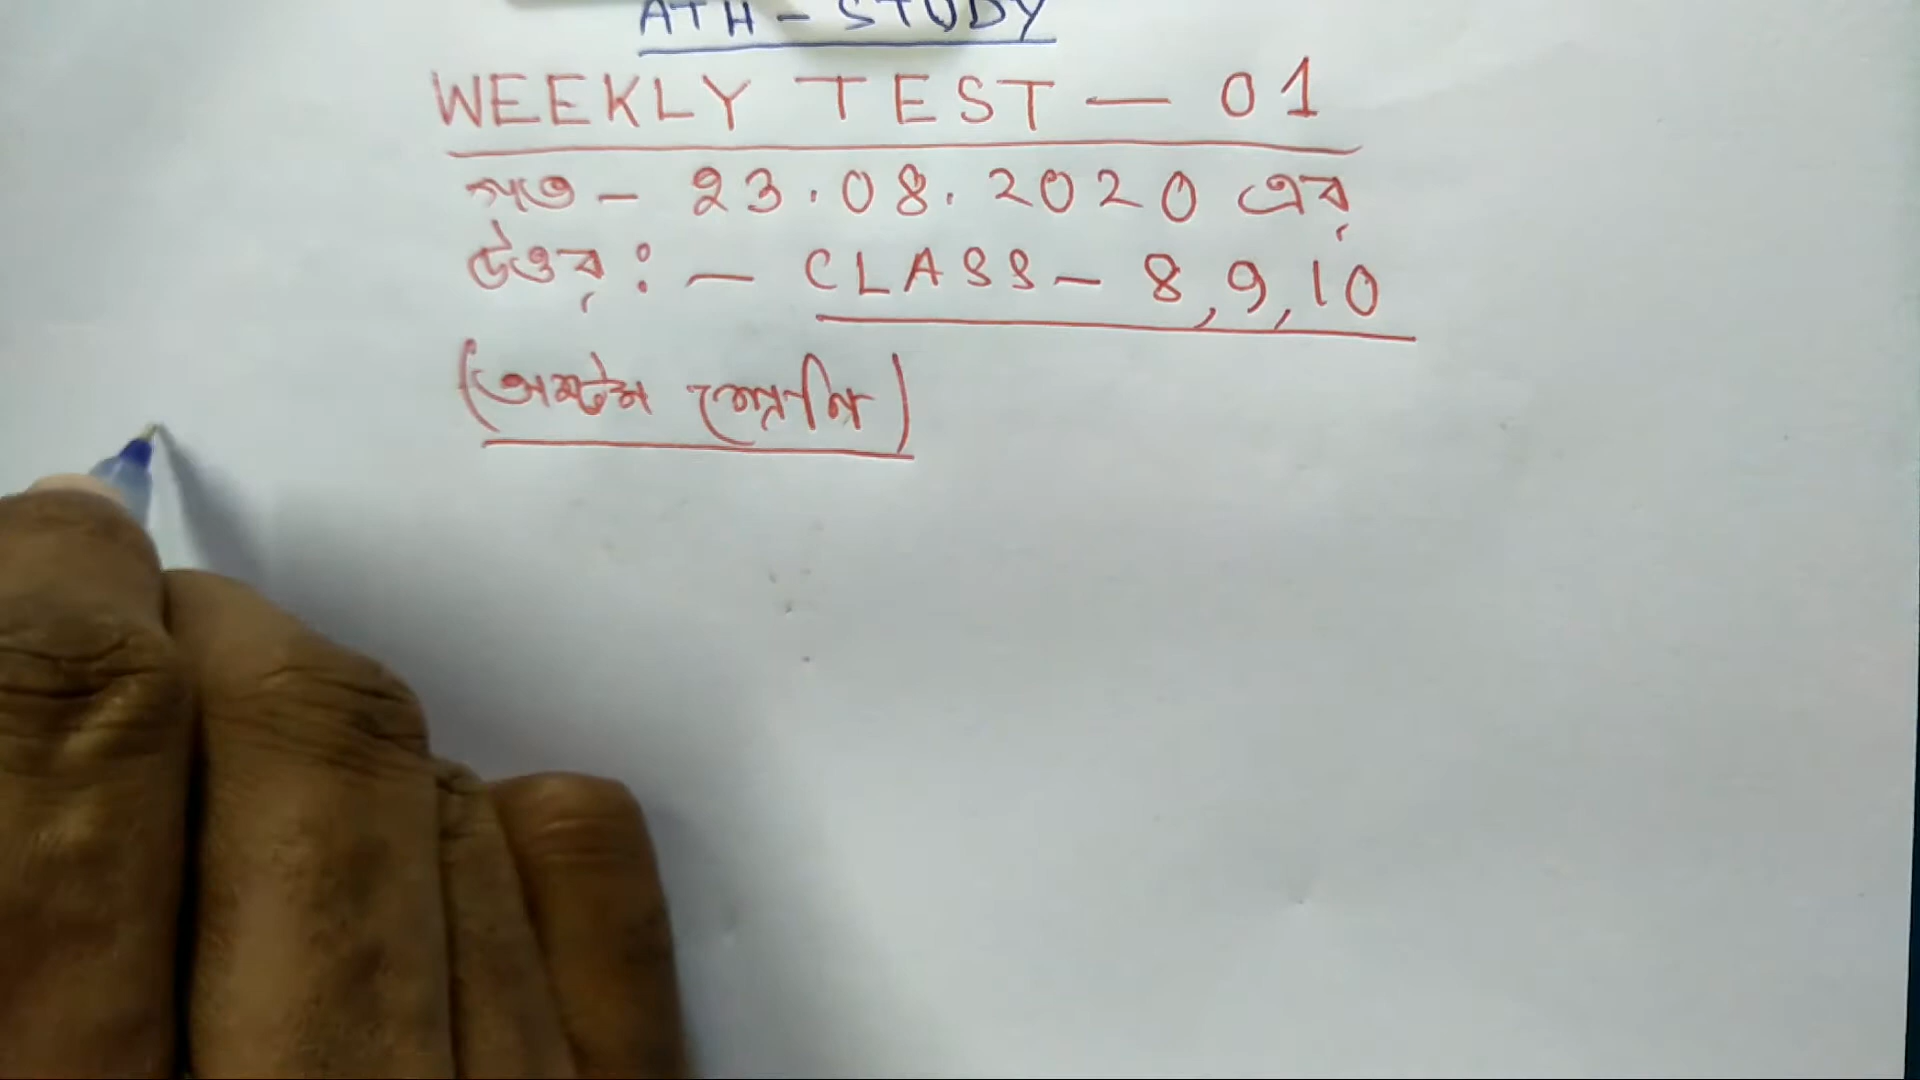 ATH - STUDY
WEEKLY TEST — 01
গত - 23.08.2020 এর
উত্তর : — CLASS - 8,9,10
(অষ্টম শ্রেণি)